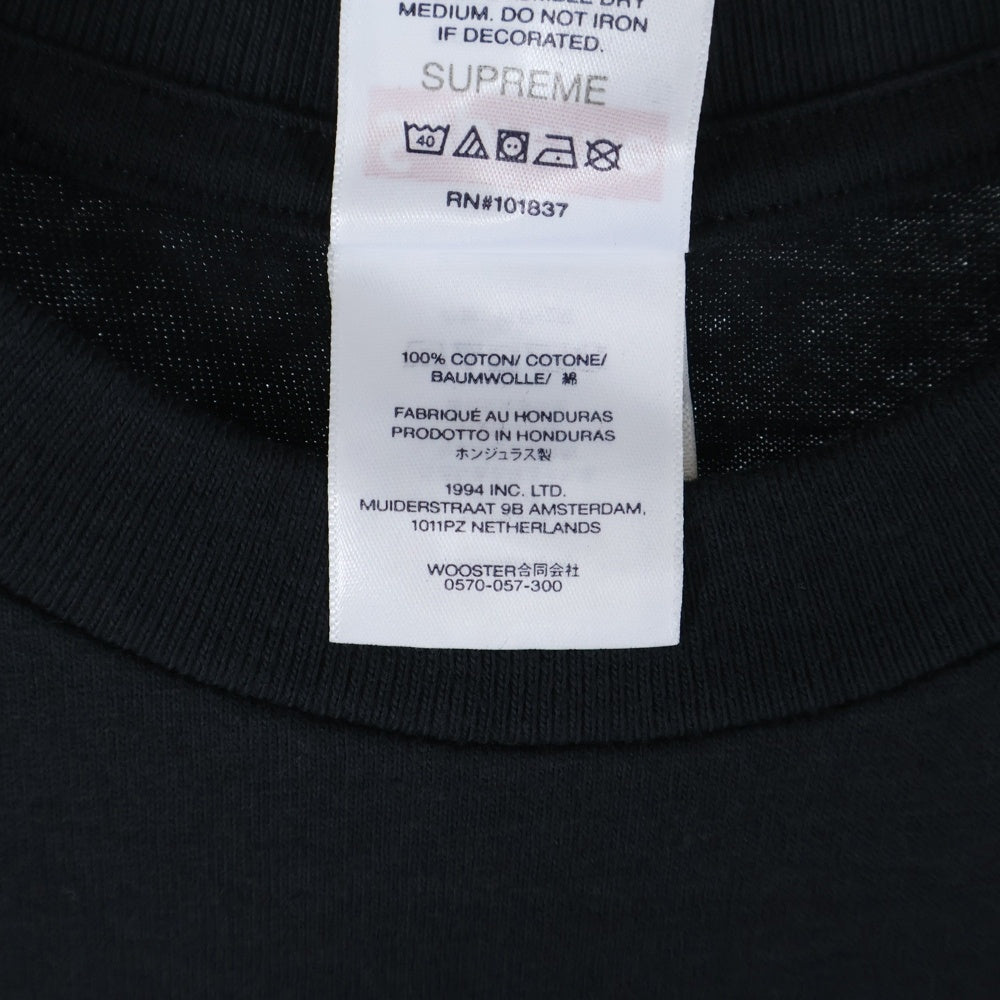 MEDIUM. DO NOT IRON
IF DECORATED.
SUPREME
40
RN#101837
100% COTON/ COTONE/
BAUMWOLLE/ 綿
FABRIQUÉ AU HONDURAS
PRODOTTO IN HONDURAS
ホンジュラス製
1994 INC. LTD.
MUIDERSTRAAT 9B AMSTERDAM,
1011PZ NETHERLANDS
WOOSTER合同会社
0570-057-300